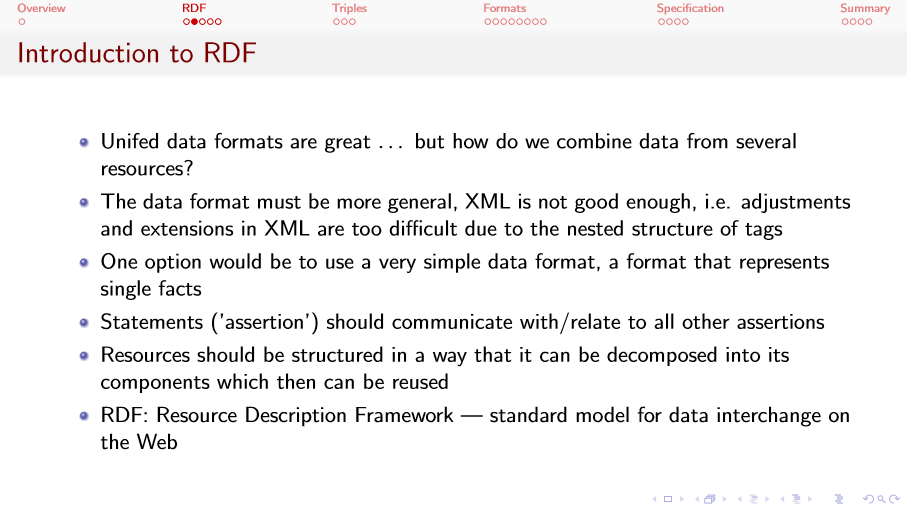 Overview RDF Triples Formats Specification Summary
Introduction to RDF
Unifed data formats are great ... but how do we combine data from several
resources?
The data format must be more general, XML is not good enough, i.e. adjustments
and extensions in XML are too difficult due to the nested structure of tags
One option would be to use a very simple data format, a format that represents
single facts
Statements ('assertion') should communicate with/relate to all other assertions
Resources should be structured in a way that it can be decomposed into its
components which then can be reused
RDF: Resource Description Framework — standard model for data interchange on
the Web